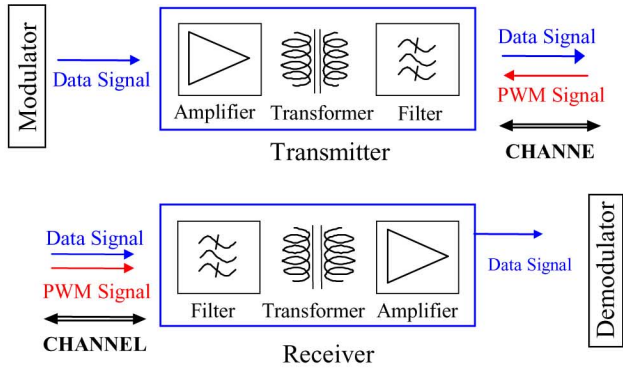 Modulator
Data Signal
Amplifier Transformer Filter
Transmitter
Data Signal
PWM Signal
CHANNE
Data Signal
PWM Signal
CHANNEL
Filter Transformer Amplifier
Receiver
Data Signal
Demodulator